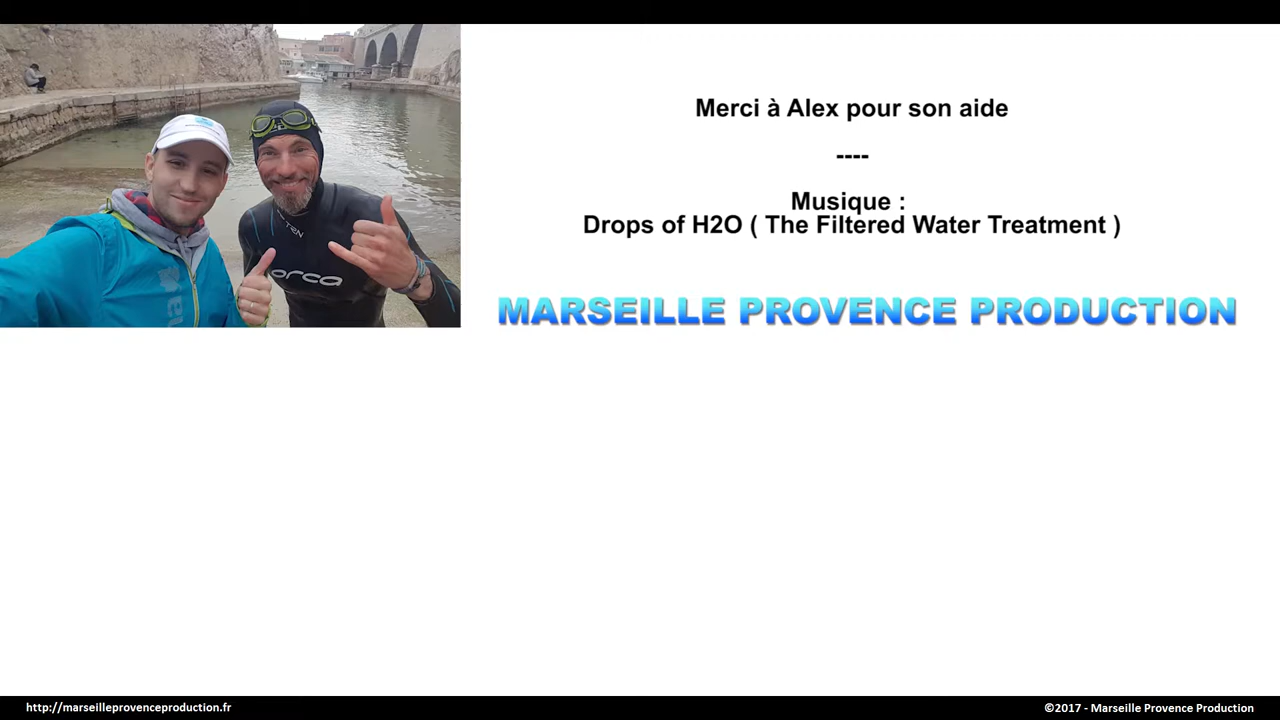 Merci à Alex pour son aide
----
Musique :
Drops of H2O ( The Filtered Water Treatment )
orca
MARSEILLE PROVENCE PRODUCTION
http://marseilleprovenceproduction.fr
©2017 - Marseille Provence Production